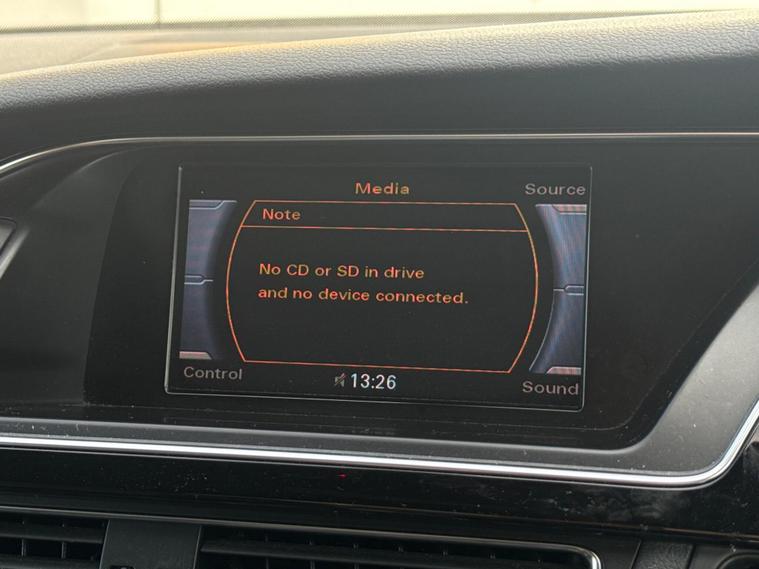 Media
Source
Note
No CD or SD in drive
and no device connected.
Control
13:26
Sound